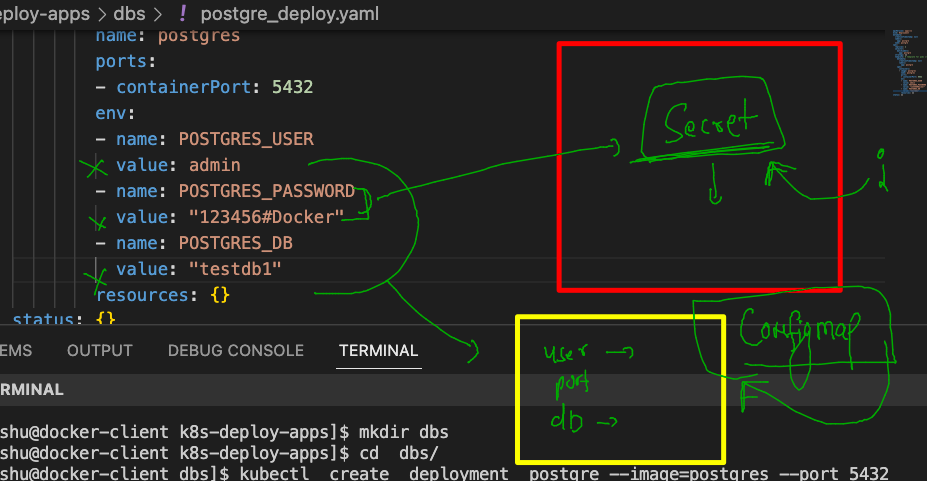 eploy-apps > dbs > ! postgre_deploy.yaml
name: postgres
ports:
- containerPort: 5432
env:
- name: POSTGRES_USER
value: admin
- name: POSTGRES_PASSWORD
value: "123456#Docker"
- name: POSTGRES_DB
value: "testdb1"
resources: {}
status: {}
Secret
Configmap
user →
port
db →
EMS OUTPUT DEBUG CONSOLE TERMINAL
RMINAL
shu@docker-client k8s-deploy-apps]$ mkdir dbs
shu@docker-client k8s-deploy-apps]$ cd dbs/
shu@docker-client dbs]$ kubectl create deployment postgre --image=postgres --port 5432